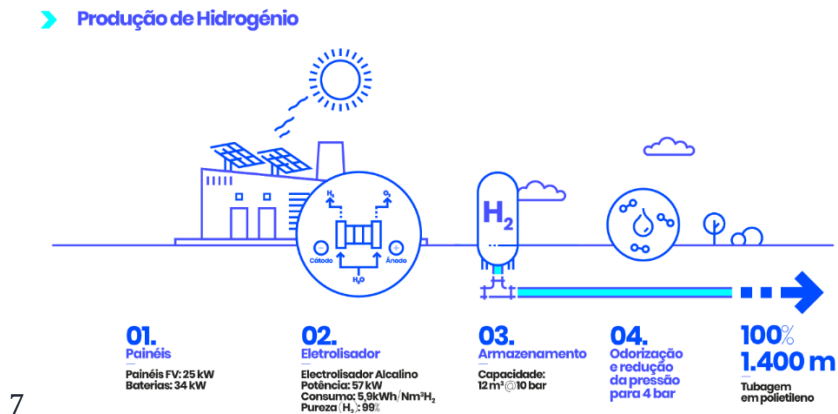 Produção de Hidrogénio
H₂
O₂
Cátodo
Ânodo
H₂O
H₂
01.
Painéis
Painéis FV: 25 kW
Baterias: 34 kW
02.
Eletrolisador
Electrolisador Alcalino
Potência: 57 kW
Consumo: 5,9kWh/Nm³H₂
Pureza (H₂): 99%
03.
Armazenamento
Capacidade:
12 m³@10 bar
04.
Odorização
e redução
da pressão
para 4 bar
100%
1.400 m
Tubagem
em polietileno
7